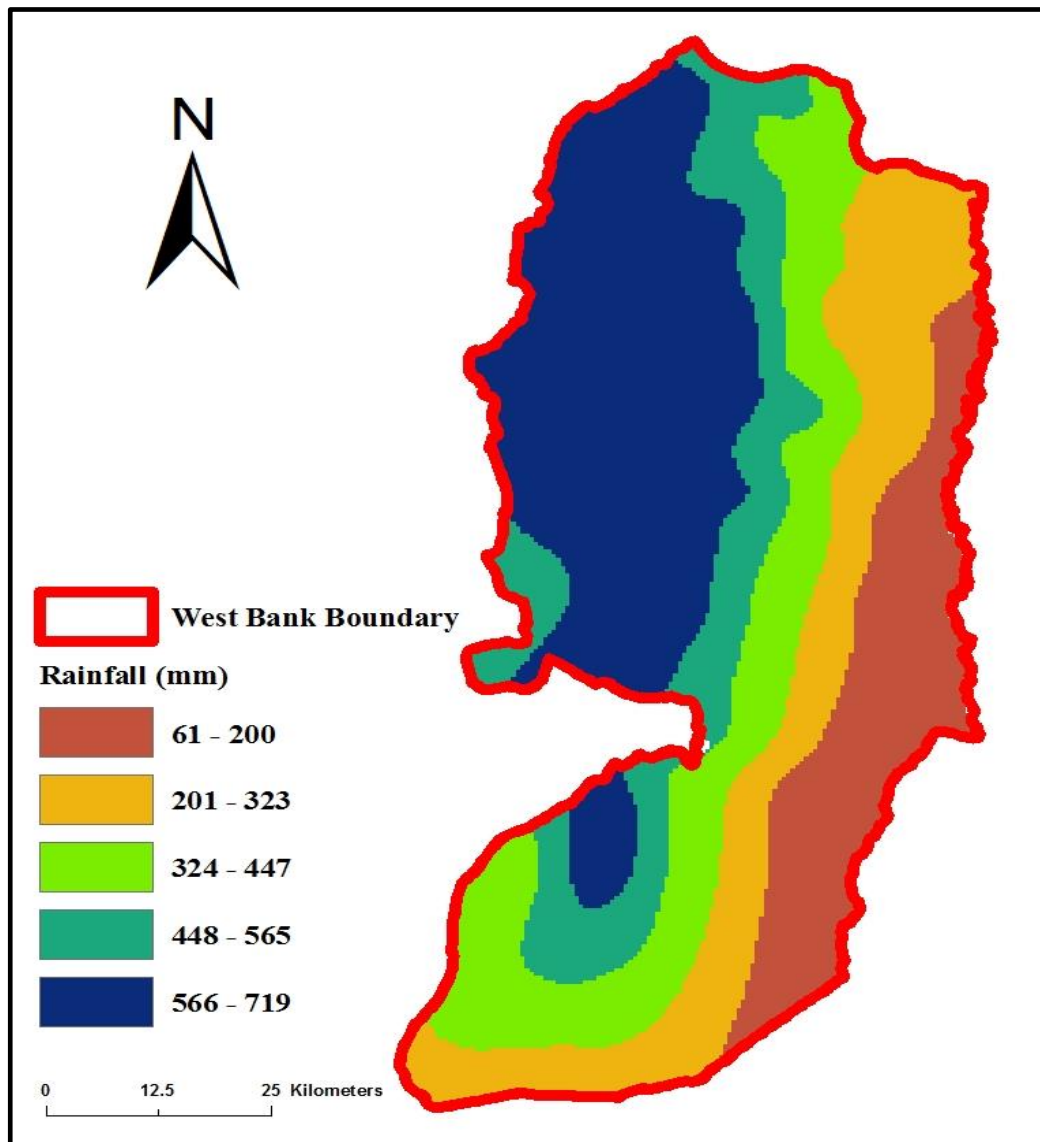 N
West Bank Boundary
Rainfall (mm)
61 - 200
201 - 323
324 - 447
448 - 565
566 - 719
0 12.5 25 Kilometers